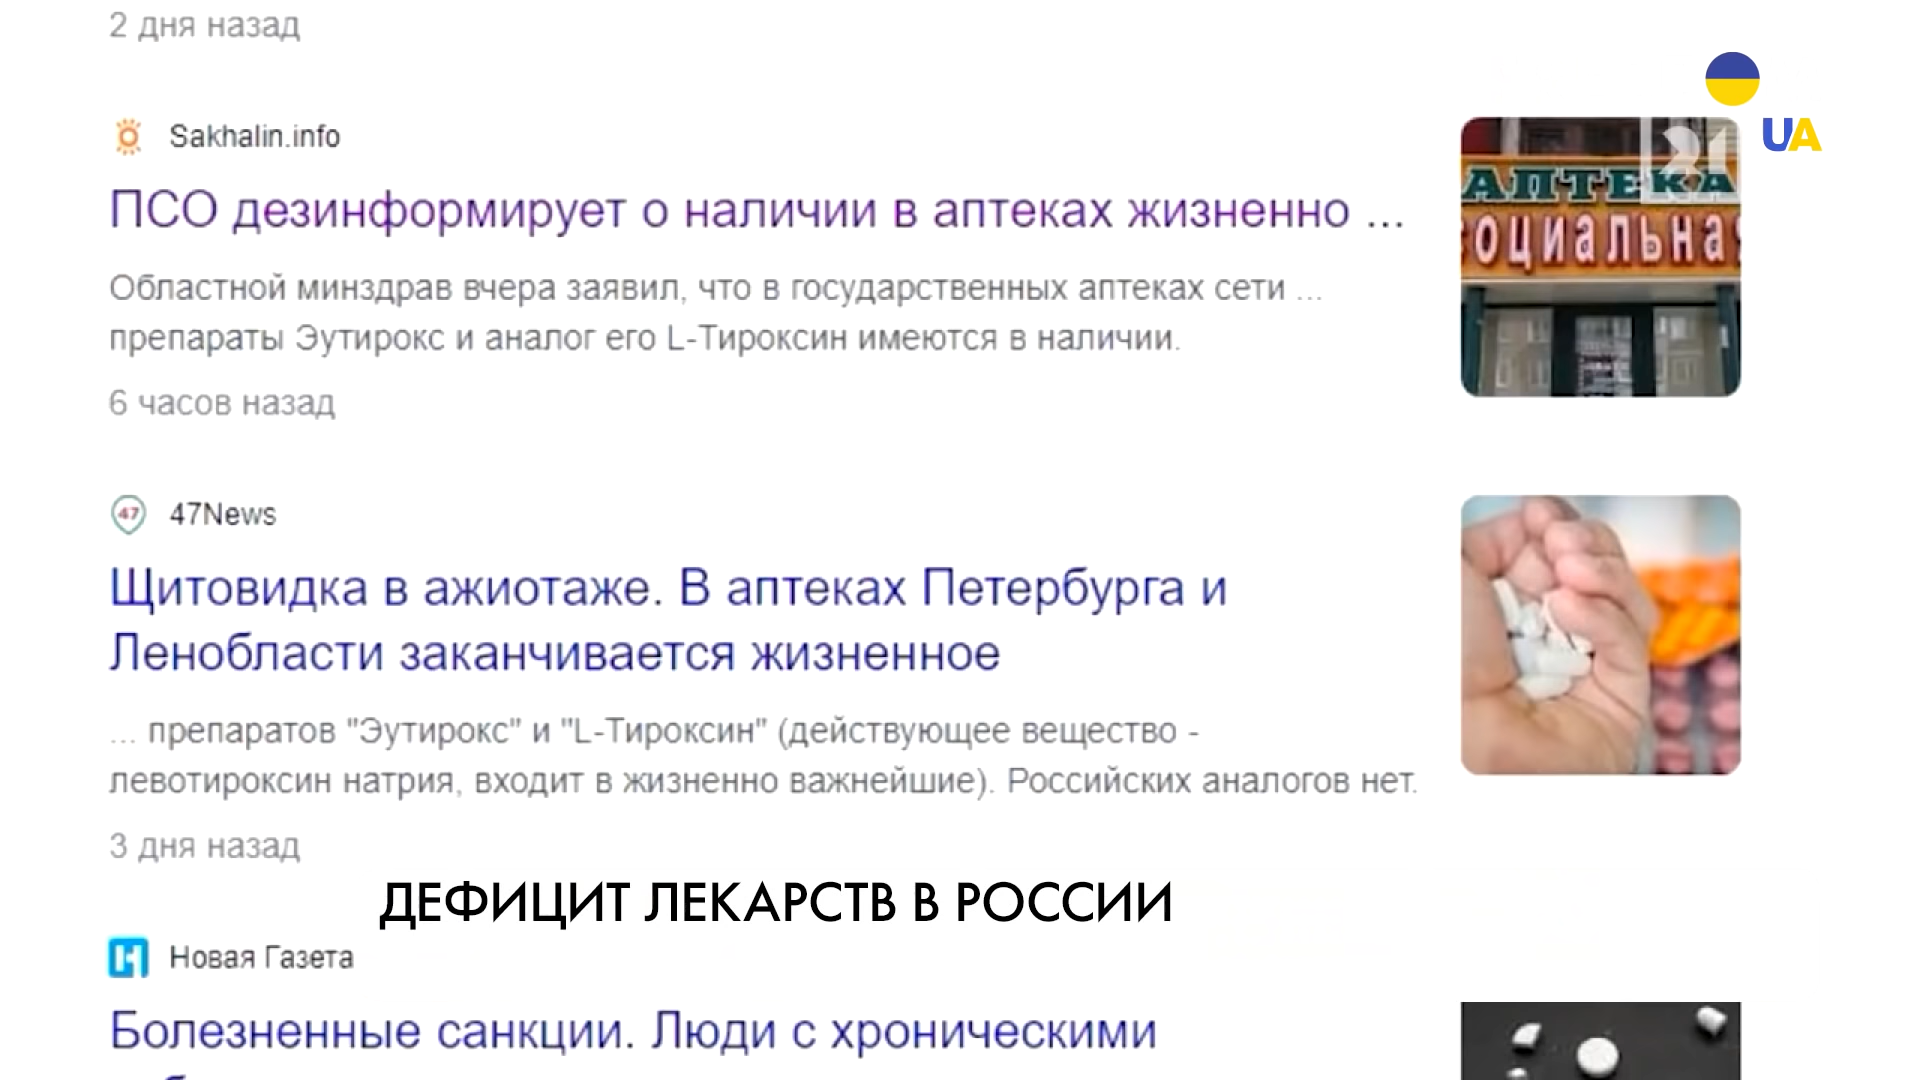 2 дня назад
UA
Sakhalin.info
ПСО дезинформирует о наличии в аптеках жизненно ...
Областной минздрав вчера заявил, что в государственных аптеках сети ...
препараты Эутирокс и аналог его L-Тироксин имеются в наличии.
6 часов назад
АПТЕКА
СОЦИАЛЬНАЯ
47
47News
Щитовидка в ажиотаже. В аптеках Петербурга и
Ленобласти заканчивается жизненное
... препаратов "Эутирокс" и "L-Тироксин" (действующее вещество -
левотироксин натрия, входит в жизненно важнейшие). Российских аналогов нет.
3 дня назад
ДЕФИЦИТ ЛЕКАРСТВ В РОССИИ
Новая Газета
Болезненные санкции. Люди с хроническими